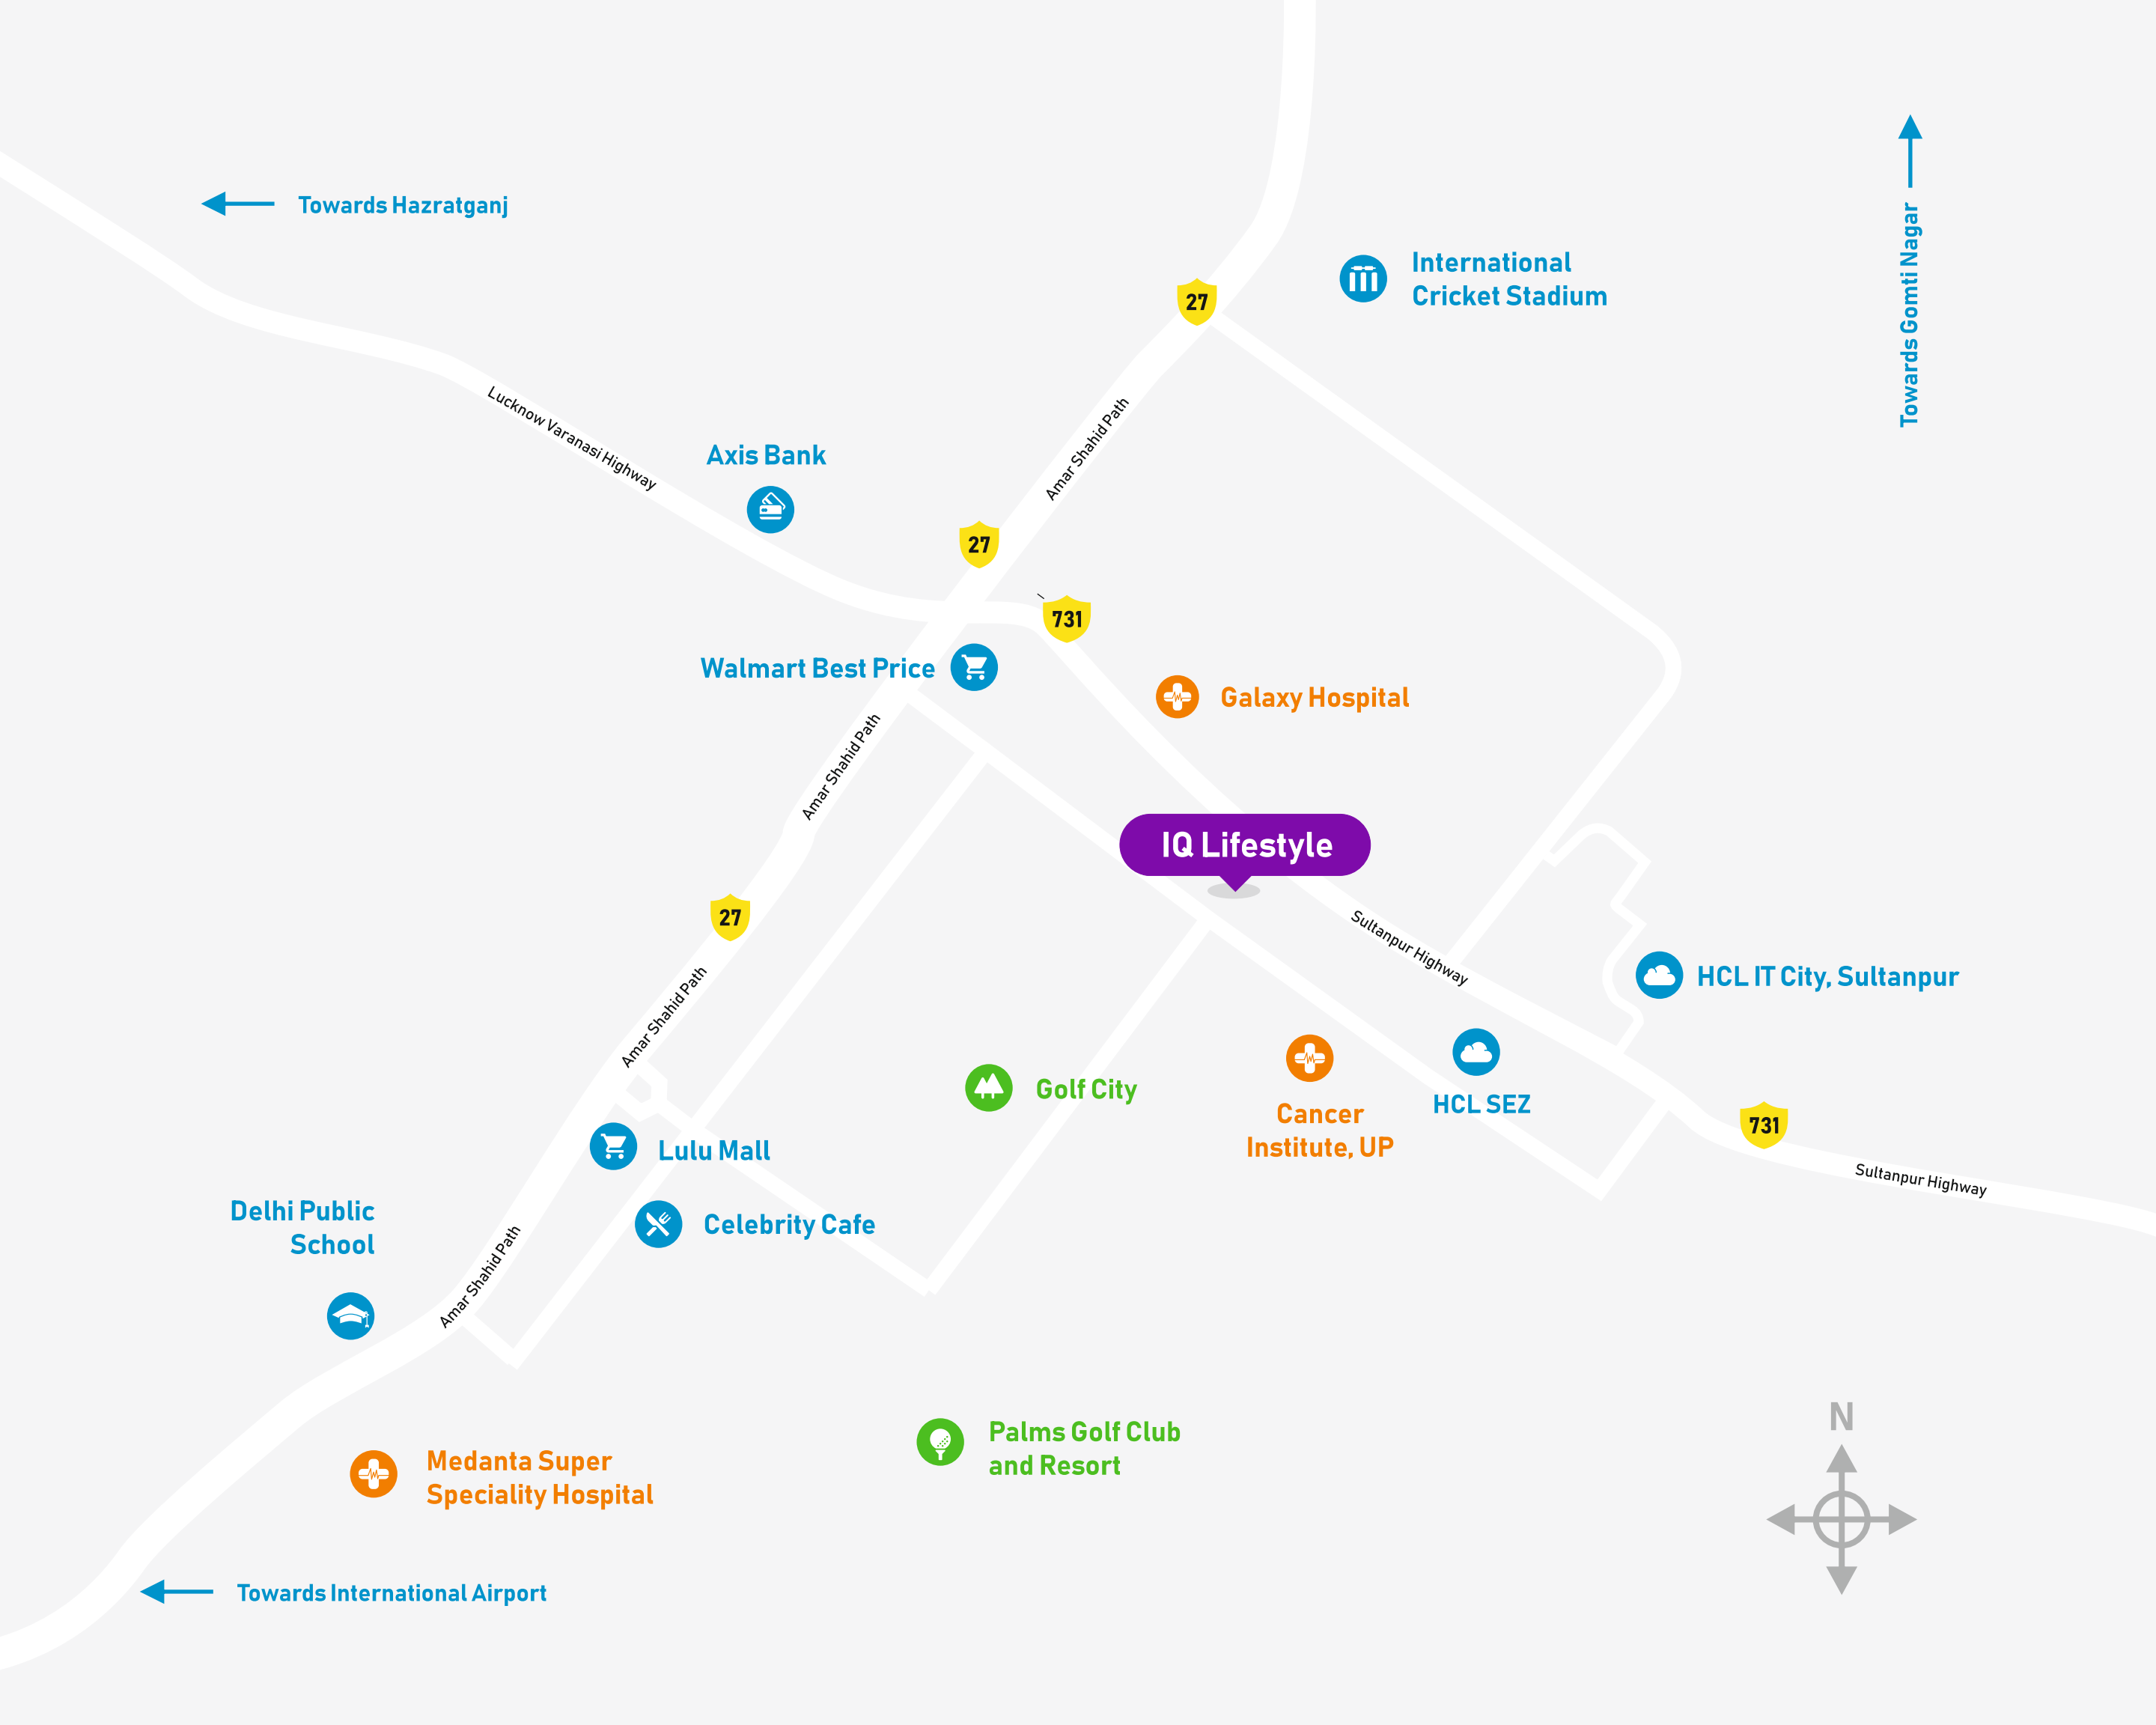 Towards Hazratganj
Towards Gomti Nagar
International
Cricket Stadium
27
Lucknow Varanasi Highway
Amar Shahid Path
Axis Bank
27
731
Walmart Best Price
Galaxy Hospital
Amar Shahid Path
IQ Lifestyle
27
Sultanpur Highway
Amar Shahid Path
HCL IT City, Sultanpur
Golf City
Cancer
Institute, UP
HCL SEZ
731
Lulu Mall
Sultanpur Highway
Delhi Public
School
Celebrity Cafe
Amar Shahid Path
Medanta Super
Speciality Hospital
Palms Golf Club
and Resort
N
Towards International Airport